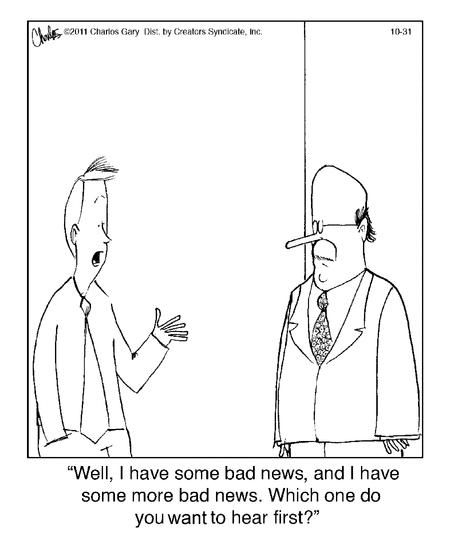 Charlos ©2011 Charlos Gary Dist. by Creators Syndicate, Inc. 10-31
“Well, I have some bad news, and I have
some more bad news. Which one do
you want to hear first?”